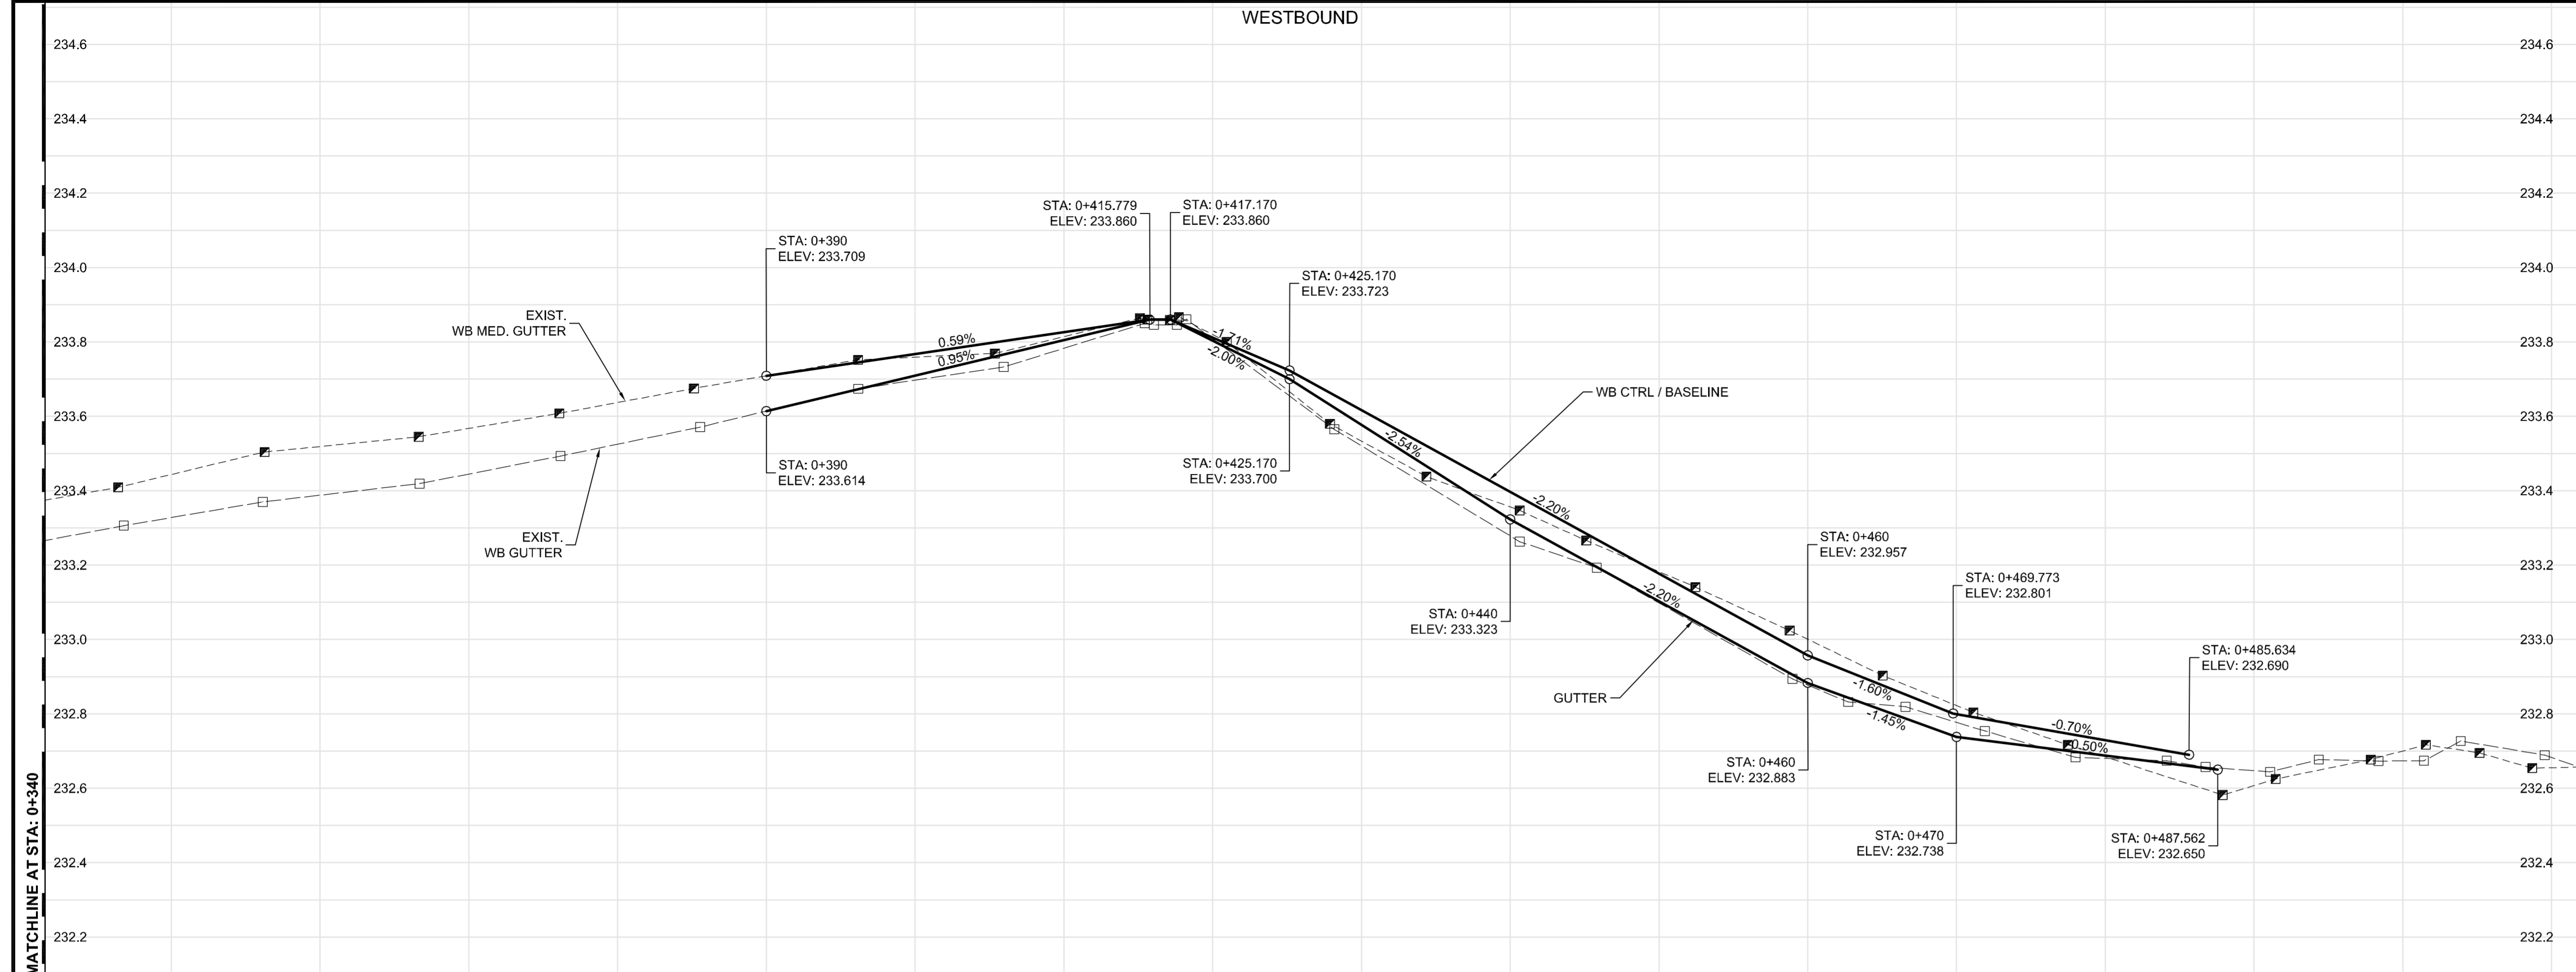 WESTBOUND
234.6
234.6
234.4
234.4
234.2
234.2
STA: 0+415.779
ELEV: 233.860
STA: 0+417.170
ELEV: 233.860
STA: 0+390
ELEV: 233.709
234.0
234.0
STA: 0+425.170
ELEV: 233.723
EXIST.
WB MED. GUTTER
233.8
0.59%
0.95%
-1.71%
-2.00%
233.8
WB CTRL / BASELINE
233.6
233.6
-2.54%
STA: 0+390
ELEV: 233.614
STA: 0+425.170
ELEV: 233.700
233.4
233.4
-2.20%
EXIST.
WB GUTTER
STA: 0+460
ELEV: 232.957
233.2
233.2
STA: 0+469.773
ELEV: 232.801
-2.20%
STA: 0+440
ELEV: 233.323
233.0
233.0
STA: 0+485.634
ELEV: 232.690
GUTTER
-1.60%
232.8
-1.45%
-0.70%
232.8
-0.50%
STA: 0+460
ELEV: 232.883
232.6
232.6
STA: 0+470
ELEV: 232.738
STA: 0+487.562
ELEV: 232.650
232.4
232.4
232.2
232.2
MATCHLINE AT STA: 0+340